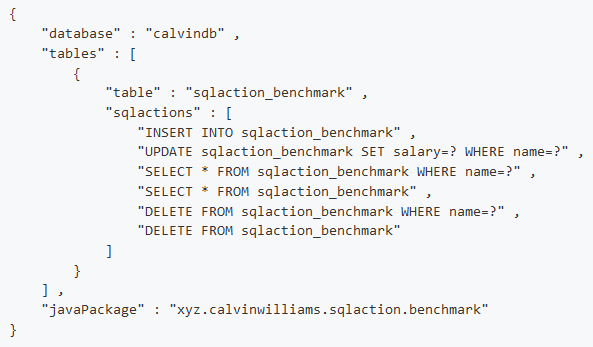 {
    "database" : "calvindb" ,
    "tables" : [
        {
            "table" : "sqlaction_benchmark" ,
            "sqlactions" : [
                "INSERT INTO sqlaction_benchmark" ,
                "UPDATE sqlaction_benchmark SET salary=? WHERE name=?" ,
                "SELECT * FROM sqlaction_benchmark WHERE name=?" ,
                "SELECT * FROM sqlaction_benchmark" ,
                "DELETE FROM sqlaction_benchmark WHERE name=?" ,
                "DELETE FROM sqlaction_benchmark"
            ]
        }
    ] ,
    "javaPackage" : "xyz.calvinwilliams.sqlaction.benchmark"
}